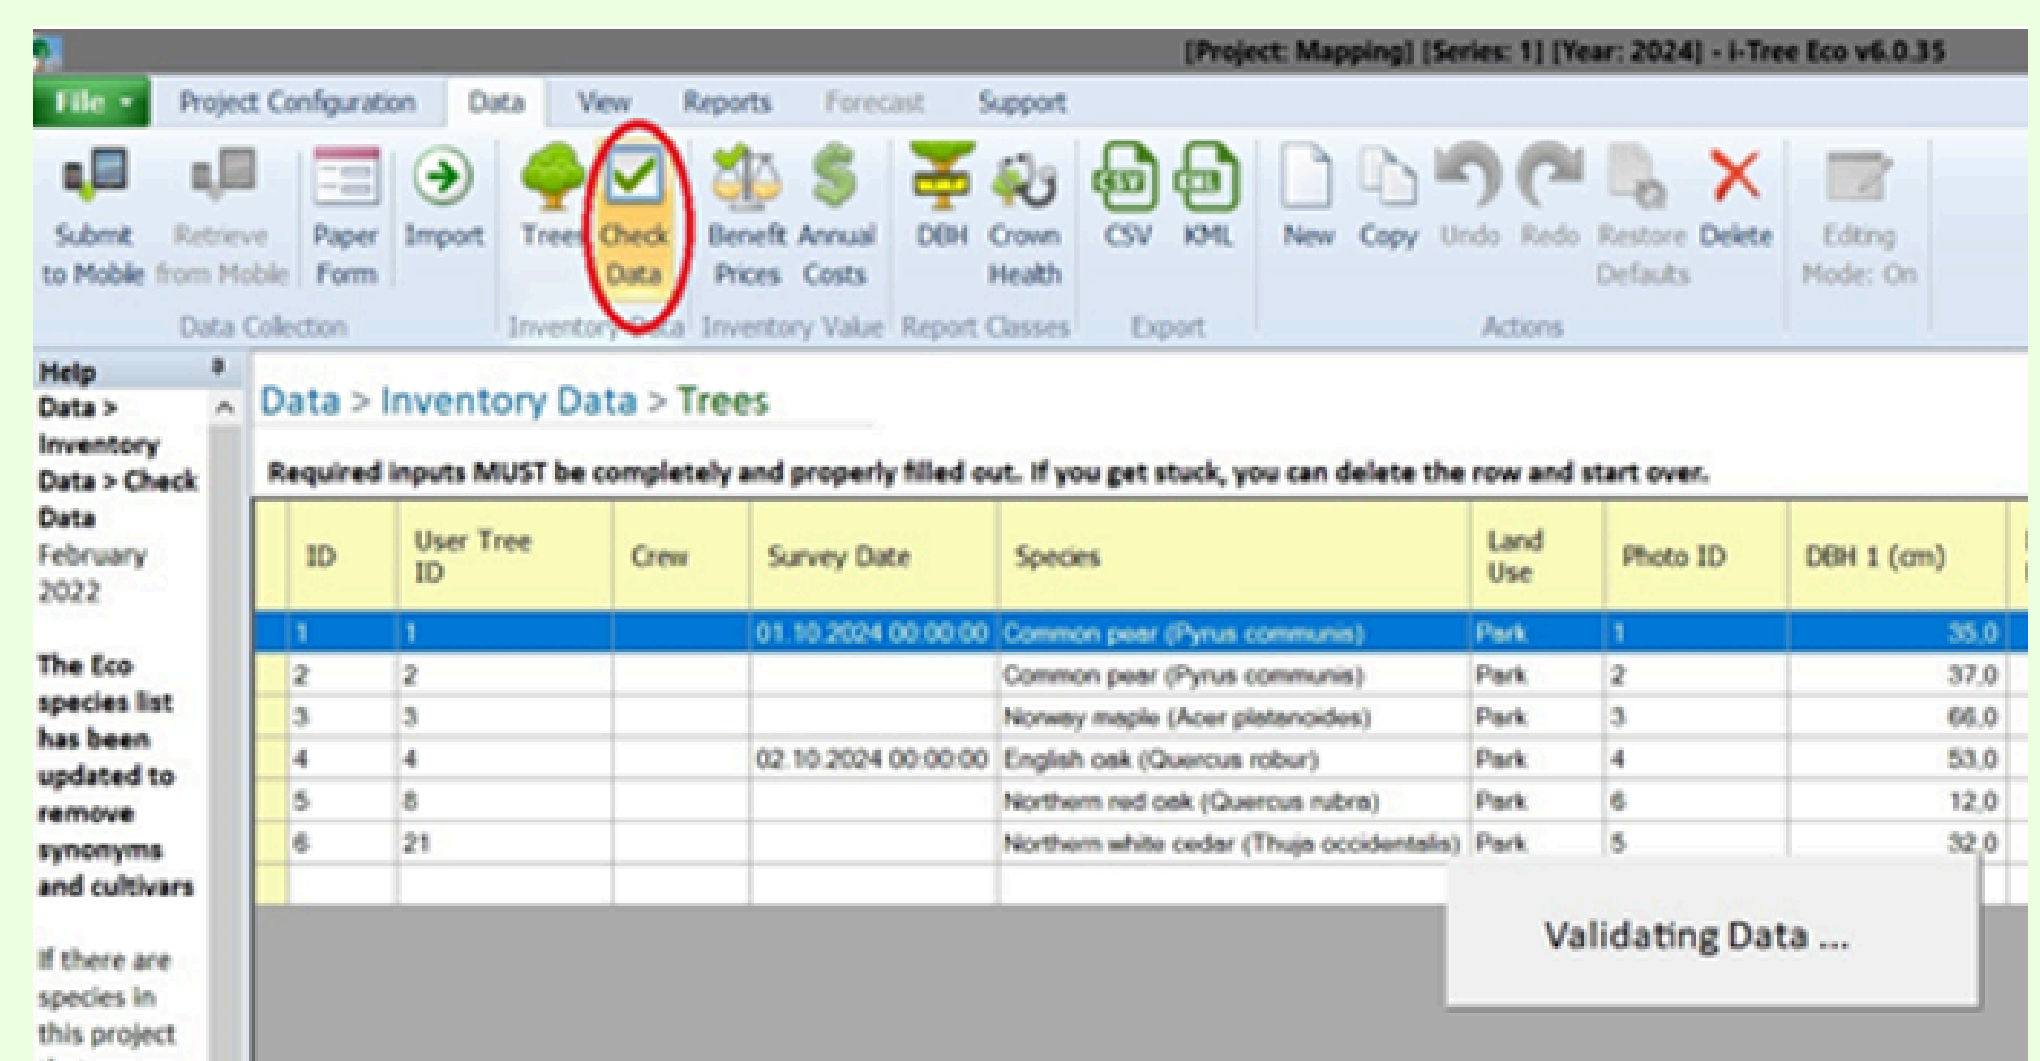 [Project: Mapping] [Series: 1] [Year: 2024] - i-Tree Eco v6.0.35
File Project Configuration Data View Reports Forecast Support
Submit to Mobile
Retrieve from Mobile
Paper Form
Import
Trees
Check Data
Benefit Prices
Annual Costs
DBH
Crown Health
CSV
KML
New
Copy
Undo
Redo
Restore Defaults
Delete
Editing Mode: On
Data Collection Inventory Data Inventory Value Report Classes Export Actions
Help
Data >
Inventory
Data > Check
Data
February
2022
The Eco
species list
has been
updated to
remove
synonyms
and cultivars
If there are
species in
this project
Data > Inventory Data > Trees
Required inputs MUST be completely and properly filled out. If you get stuck, you can delete the row and start over.
ID User Tree ID Crew Survey Date Species Land Use Photo ID DBH 1 (cm)
1 1 01.10.2024 00:00:00 Common pear (Pyrus communis) Park 1 35,0
2 2 Common pear (Pyrus communis) Park 2 37,0
3 3 Norway maple (Acer platanoides) Park 3 66,0
4 4 02.10.2024 00:00:00 English oak (Quercus robur) Park 4 53,0
5 8 Northern red oak (Quercus rubra) Park 6 12,0
6 21 Northern white cedar (Thuja occidentalis) Park 5 32,0
Validating Data ...